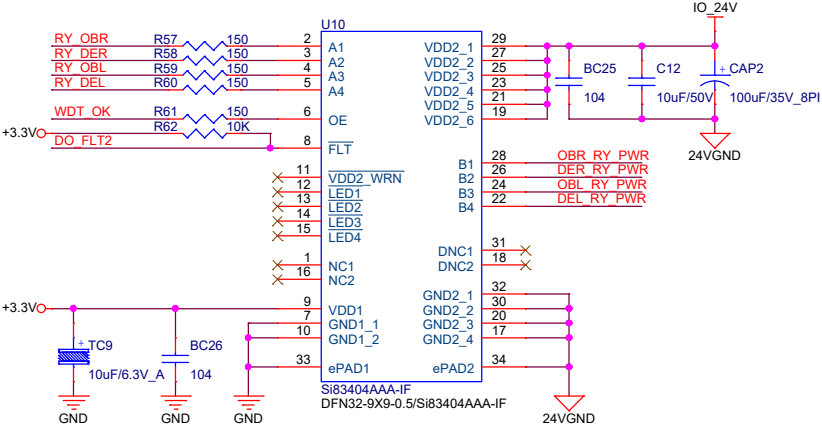 IO_24V
U10
RY_OBR R57 150 2 A1 VDD2_1 29
RY_DER R58 150 3 A2 VDD2_2 27
RY_OBL R59 150 4 A3 VDD2_3 25
RY_DEL R60 150 5 A4 VDD2_4 23
VDD2_5 21
WDT_OK R61 150 6 OE VDD2_6 19
BC25 104
C12 10uF/50V
+ CAP2 100uF/35V_8PI
24VGND
+3.3V R62 10K
DO_FLT2 8 FLT
B1 28 OBR_RY_PWR
B2 26 DER_RY_PWR
B3 24 OBL_RY_PWR
B4 22 DEL_RY_PWR
11 VDD2_WRN
12 LED1
13 LED2
14 LED3
15 LED4
DNC1 31
DNC2 18
1 NC1
16 NC2
GND2_1 32
GND2_2 30
GND2_3 20
GND2_4 17
+3.3V 9 VDD1
7 GND1_1
10 GND1_2
33 ePAD1 ePAD2 34
+ TC9
10uF/6.3V_A
BC26
104
GND GND GND
Si83404AAA-IF
DFN32-9X9-0.5/Si83404AAA-IF
24VGND